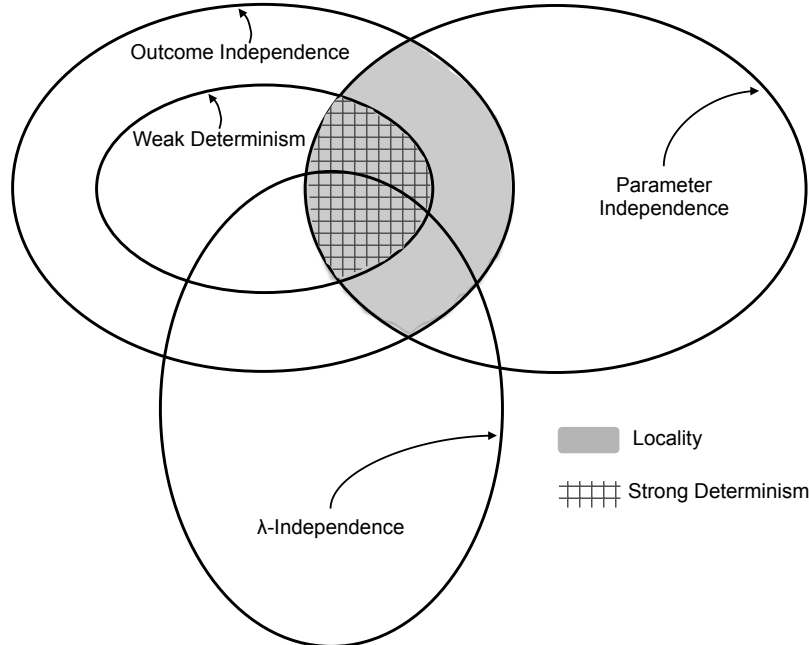 Outcome Independence
Weak Determinism
Parameter
Independence
Locality
Strong Determinism
λ-Independence